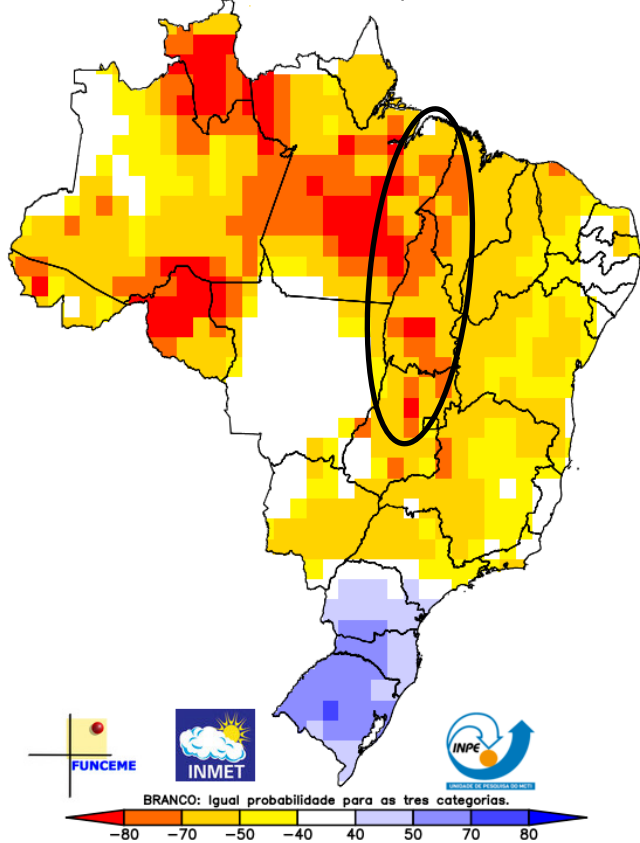 FUNCEME
INMET
INPE
UNIDADE DE PESQUISA DO MCTI
BRANCO: Igual probabilidade para as tres categorias.
−80 −70 −50 −40 40 50 70 80